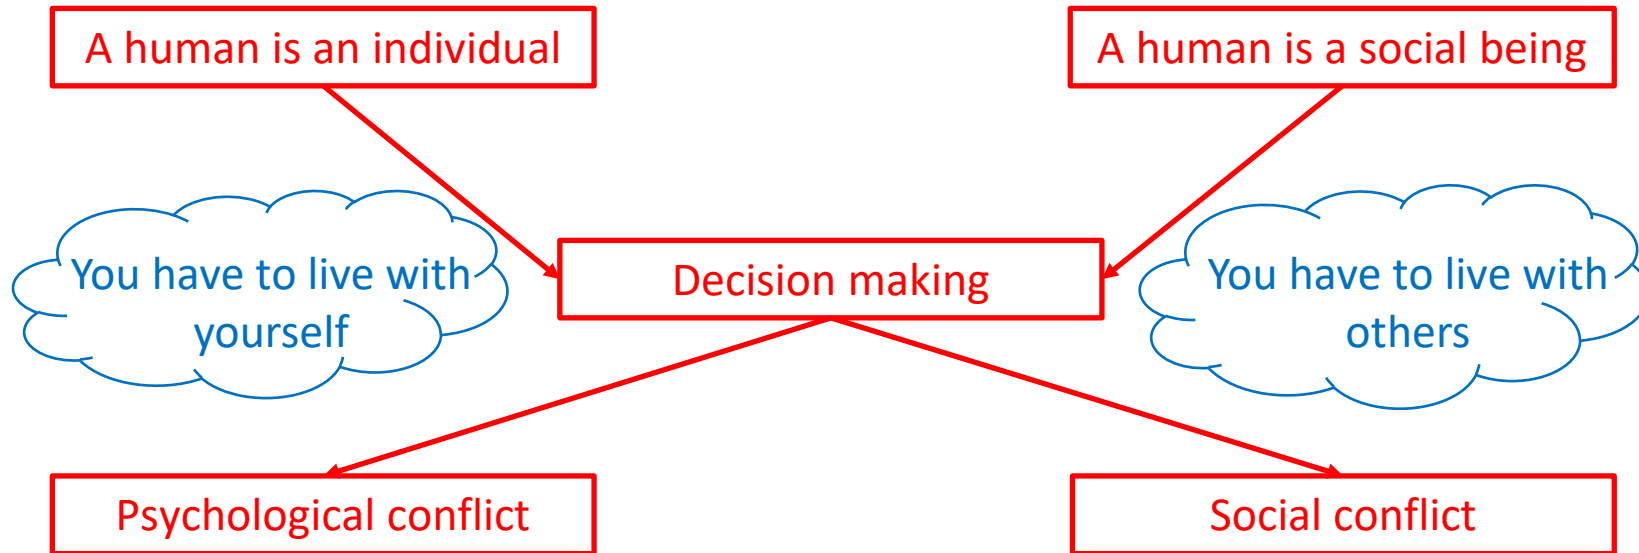 A human is an individual
A human is a social being
You have to live with
yourself
Decision making
You have to live with
others
Psychological conflict
Social conflict